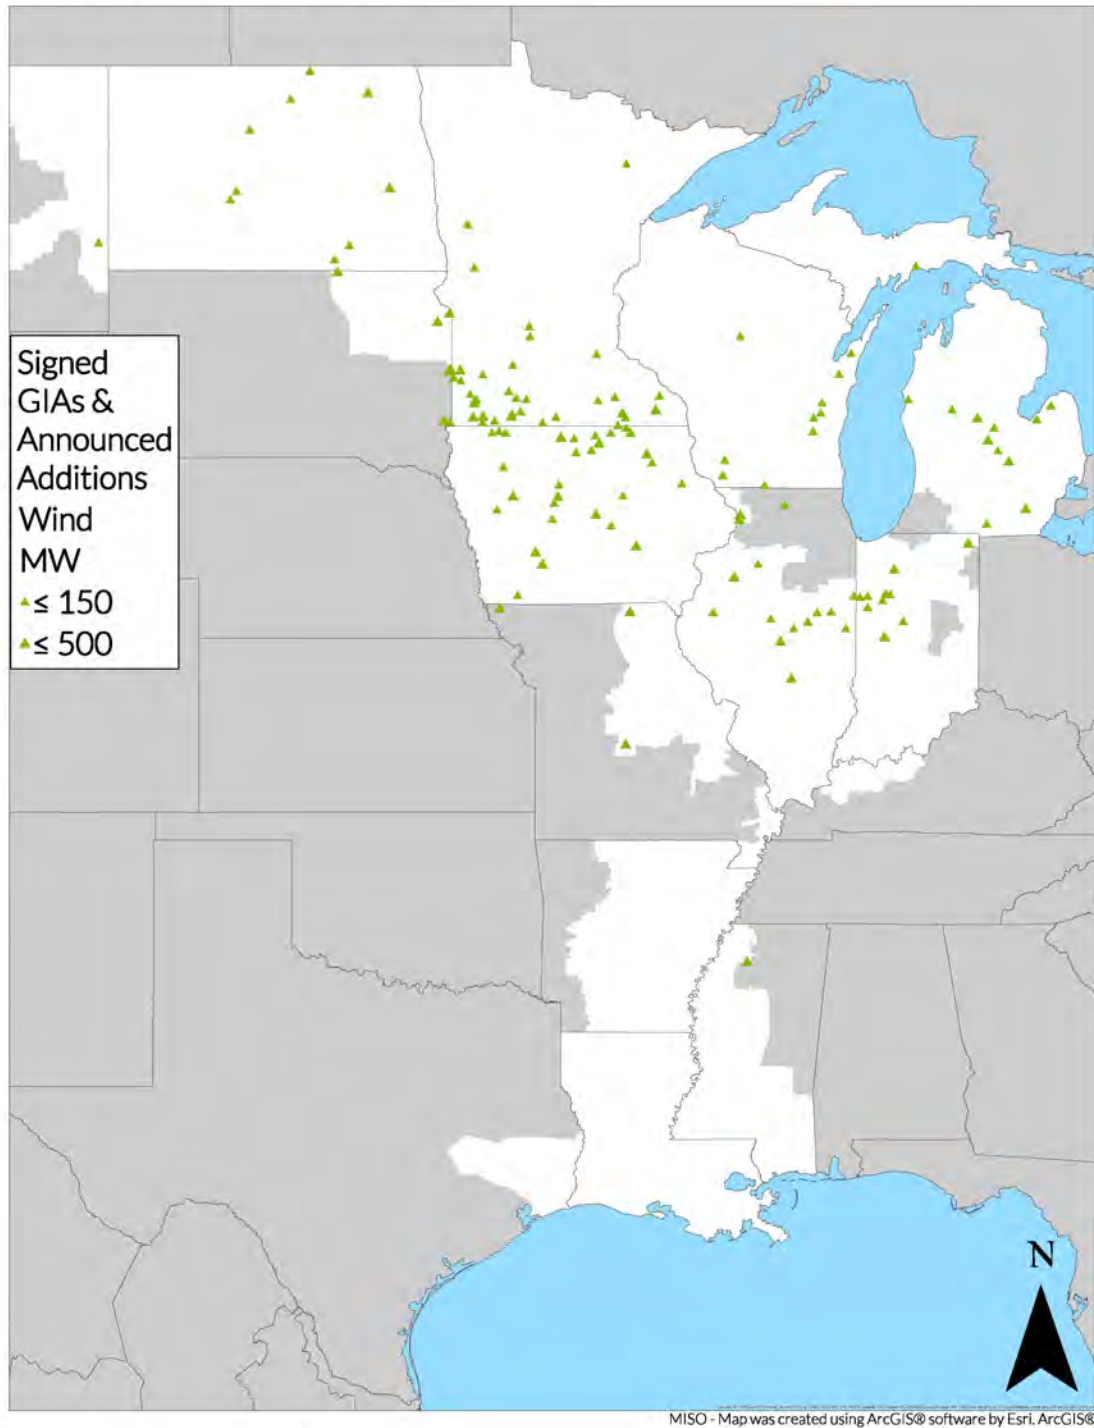 Signed
GIAs &
Announced
Additions
Wind
MW
≤ 150
≤ 500
N
MISO - Map was created using ArcGIS® software by Esri. ArcGIS®